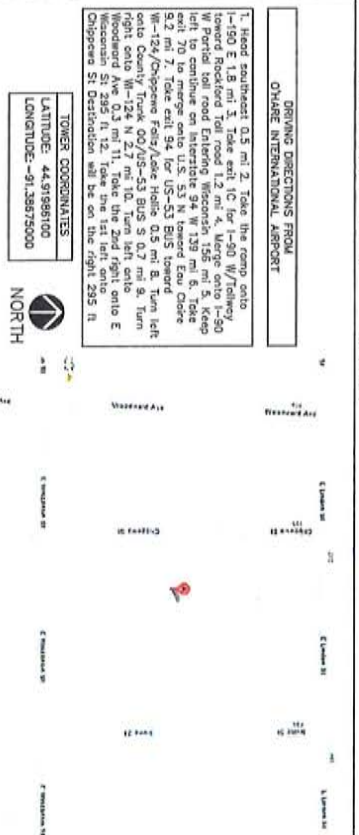 DRIVING DIRECTIONS FROM
O'HARE INTERNATIONAL AIRPORT
1. Head southeast 0.5 mi 2. Take the ramp onto
I-190 E 1.8 mi 3. Take exit 1C for I-90 W/Tollway
toward Rockford Toll road 1.2 mi 4. Merge onto I-90
W Partial toll road Entering Wisconsin 156 mi 5. Keep
left to continue on Interstate 94 W 139 mi 6. Take
exit 70 to merge onto U.S. 53 N toward Eau Claire
9.2 mi 7. Take exit 94 for US-53 BUS toward
WI-124/Chippewa Falls/Lake Hallie 0.5 mi 8. Turn left
onto County Trunk OO/US-53 BUS S 0.7 mi 9. Turn
right onto WI-124 N 2.7 mi 10. Turn left onto
Woodward Ave 0.3 mi 11. Take the 2nd right onto E
Wisconsin St 295 ft 12. Take the 1st left onto
Chippewa St Destination will be on the right 295 ft
TOWER COORDINATES
LATITUDE: 44.91986100
LONGITUDE: -91.38675000
NORTH
Woodward Ave
Woodward Ave
Chippewa St
Chippewa St